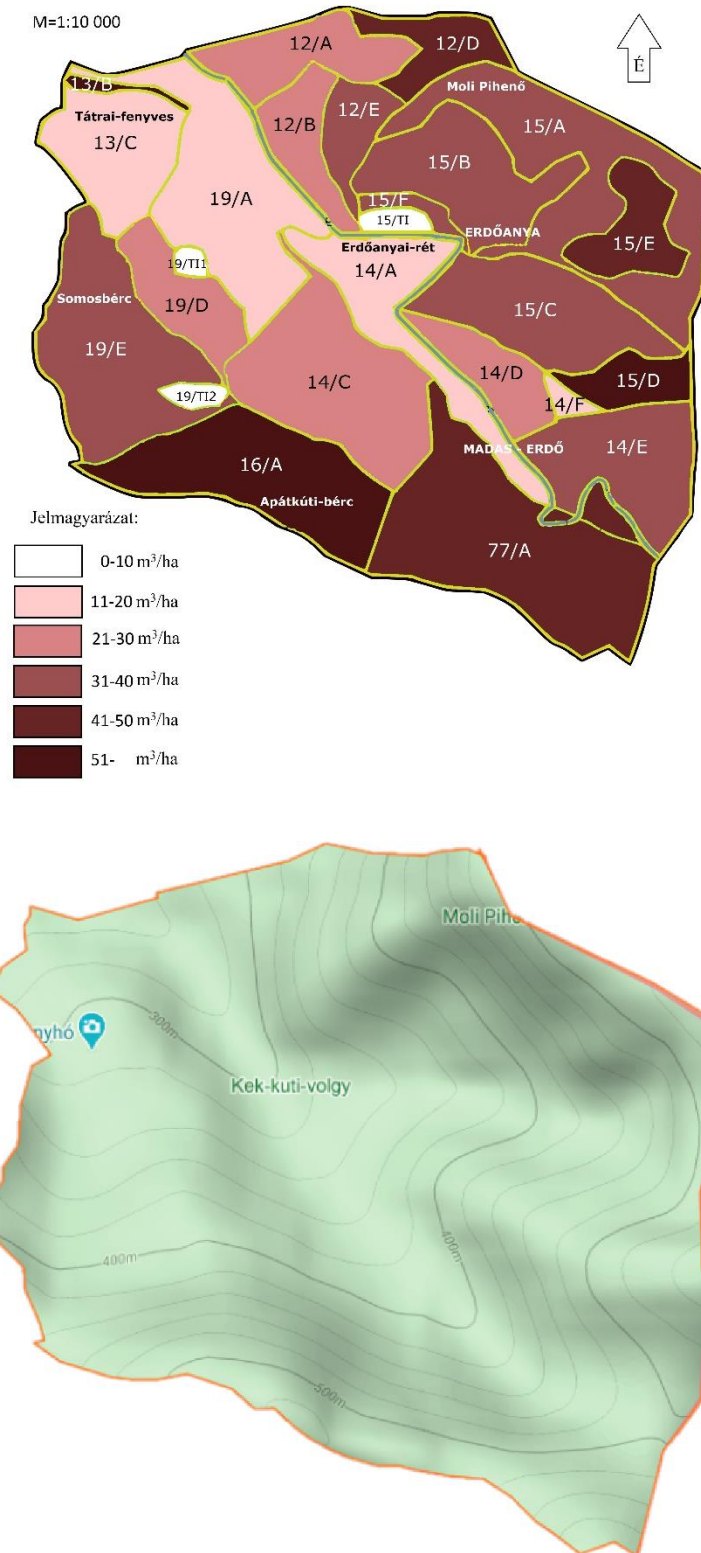 M=1:10 000
É
12/A
12/D
13/B
Moli Pihenő
Tátrai-fenyves
13/C
12/B
12/E
15/A
15/B
19/A
15/F
15/TI
ERDŐANYA
15/E
Erdőanyai-rét
14/A
19/TI1
19/D
Somosbérc
19/E
15/C
14/C
14/D
15/D
19/TI2
14/F
MADAS - ERDŐ
14/E
16/A
Apátkúti-bérc
77/A
Jelmagyarázat:
0-10 m³/ha
11-20 m³/ha
21-30 m³/ha
31-40 m³/ha
41-50 m³/ha
51- m³/ha
Moli Pihe
nyhó
300m
Kek-kuti-volgy
400m
400m
500m